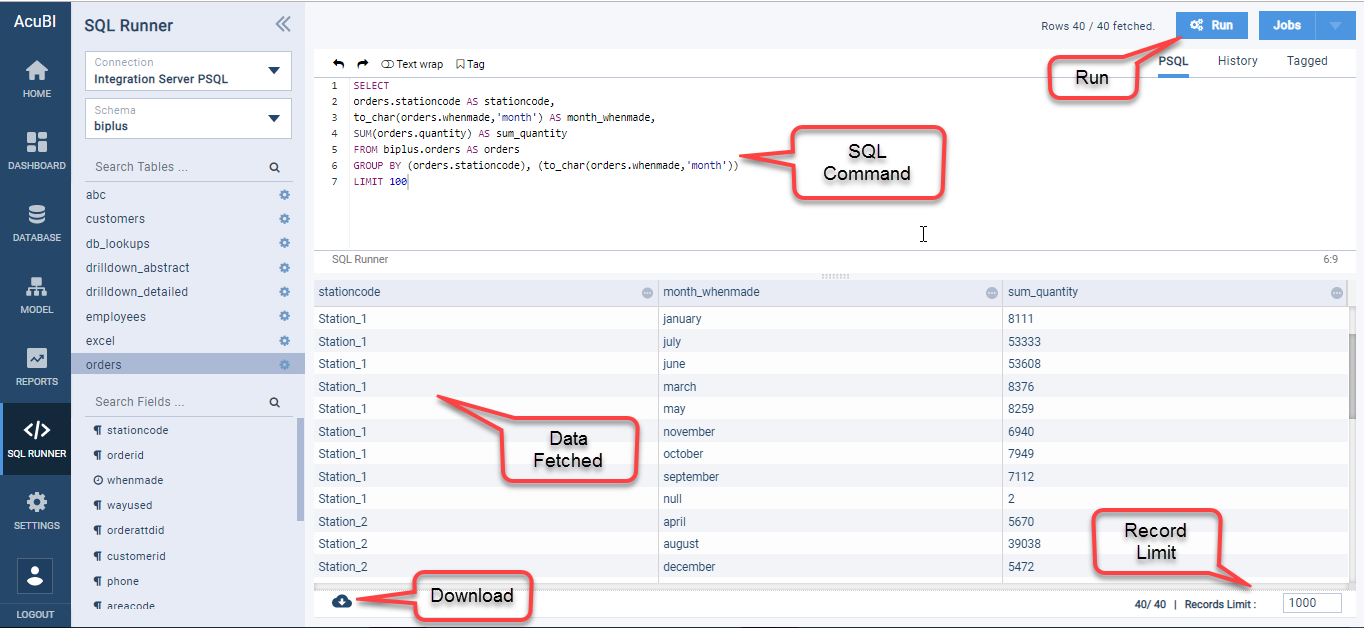 AcuBI
HOME
DASHBOARD
DATABASE
MODEL
REPORTS
SQL RUNNER
SETTINGS
LOGOUT
SQL Runner
Connection
Integration Server PSQL
Schema
biplus
Search Tables ...
abc
customers
db_lookups
drilldown_abstract
drilldown_detailed
employees
excel
orders
Search Fields ...
stationcode
orderid
whenmade
wayused
orderattdid
customerid
phone
areacode
Rows 40 / 40 fetched.
Run
Jobs
Text wrap
Tag
PSQL
History
Tagged
Run
1 SELECT
2 orders.stationcode AS stationcode,
3 to_char(orders.whenmade,'month') AS month_whenmade,
4 SUM(orders.quantity) AS sum_quantity
5 FROM biplus.orders AS orders
6 GROUP BY (orders.stationcode), (to_char(orders.whenmade,'month'))
7 LIMIT 100
SQL
Command
SQL Runner
6:9
stationcode month_whenmade sum_quantity
Station_1 january 8111
Station_1 july 53333
Station_1 june 53608
Station_1 march 8376
Station_1 may 8259
Station_1 november 6940
Station_1 october 7949
Station_1 september 7112
Station_1 null 2
Station_2 april 5670
Station_2 august 39038
Station_2 december 5472
Data
Fetched
Record
Limit
Download
40/ 40 | Records Limit : 1000